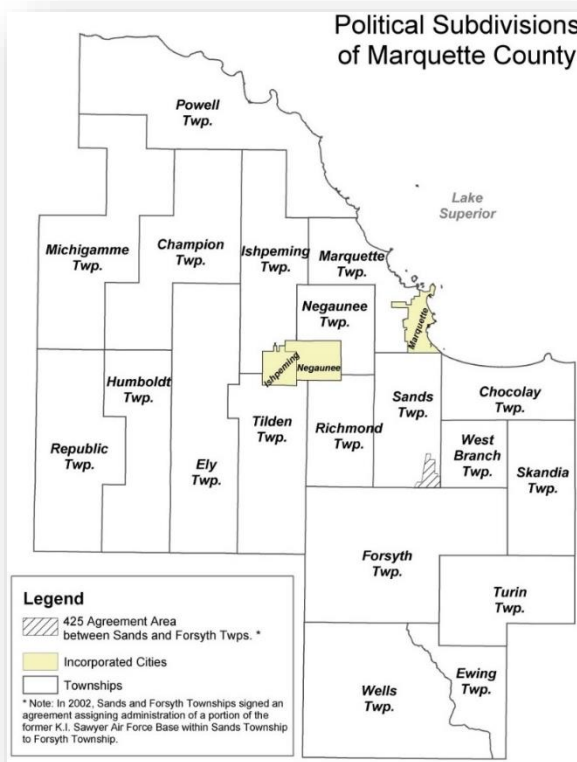 Political Subdivisions
of Marquette County
Powell
Twp.
Lake
Superior
Michigamme
Twp.
Champion
Twp.
Ishpeming
Twp.
Marquette
Twp.
Negaunee
Twp.
Marquette
Ishpeming
Negaunee
Humboldt
Twp.
Republic
Twp.
Ely
Twp.
Tilden
Twp.
Richmond
Twp.
Sands
Twp.
Chocolay
Twp.
West
Branch
Twp.
Skandia
Twp.
Forsyth
Twp.
Turin
Twp.
Wells
Twp.
Ewing
Twp.
Legend
425 Agreement Area
between Sands and Forsyth Twps. *
Incorporated Cities
Townships
* Note: In 2002, Sands and Forsyth Townships signed an
agreement assigning administration of a portion of the
former K.I. Sawyer Air Force Base within Sands Township
to Forsyth Township.